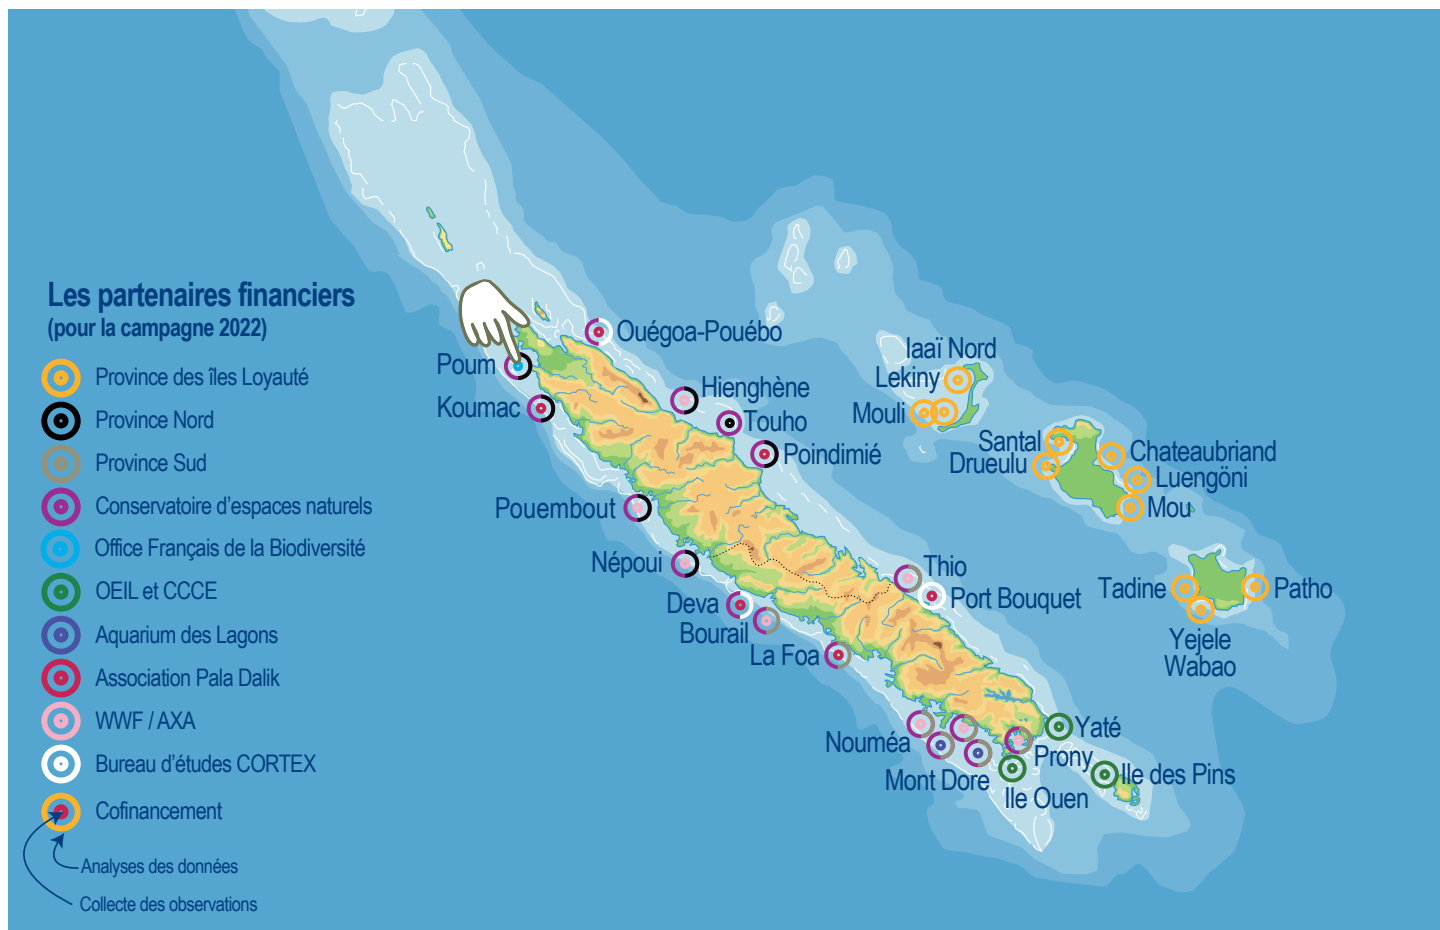 Les partenaires financiers
(pour la campagne 2022)
Province des îles Loyauté
Province Nord
Province Sud
Conservatoire d'espaces naturels
Office Français de la Biodiversité
OEIL et CCCE
Aquarium des Lagons
Association Pala Dalik
WWF / AXA
Bureau d'études CORTEX
Cofinancement
Analyses des données
Collecte des observations
Ouégoa-Pouébo
Poum
Koumac
Hienghène
Touho
Poindimié
Pouembout
Népoui
Deva
Bourail
La Foa
Thio
Port Bouquet
Nouméa
Mont Dore
Prony
Yaté
Ile Ouen
Ile des Pins
Iaaï Nord
Lekiny
Mouli
Santal
Drueulu
Chateaubriand
Luengöni
Mou
Tadine
Patho
Yejele
Wabao